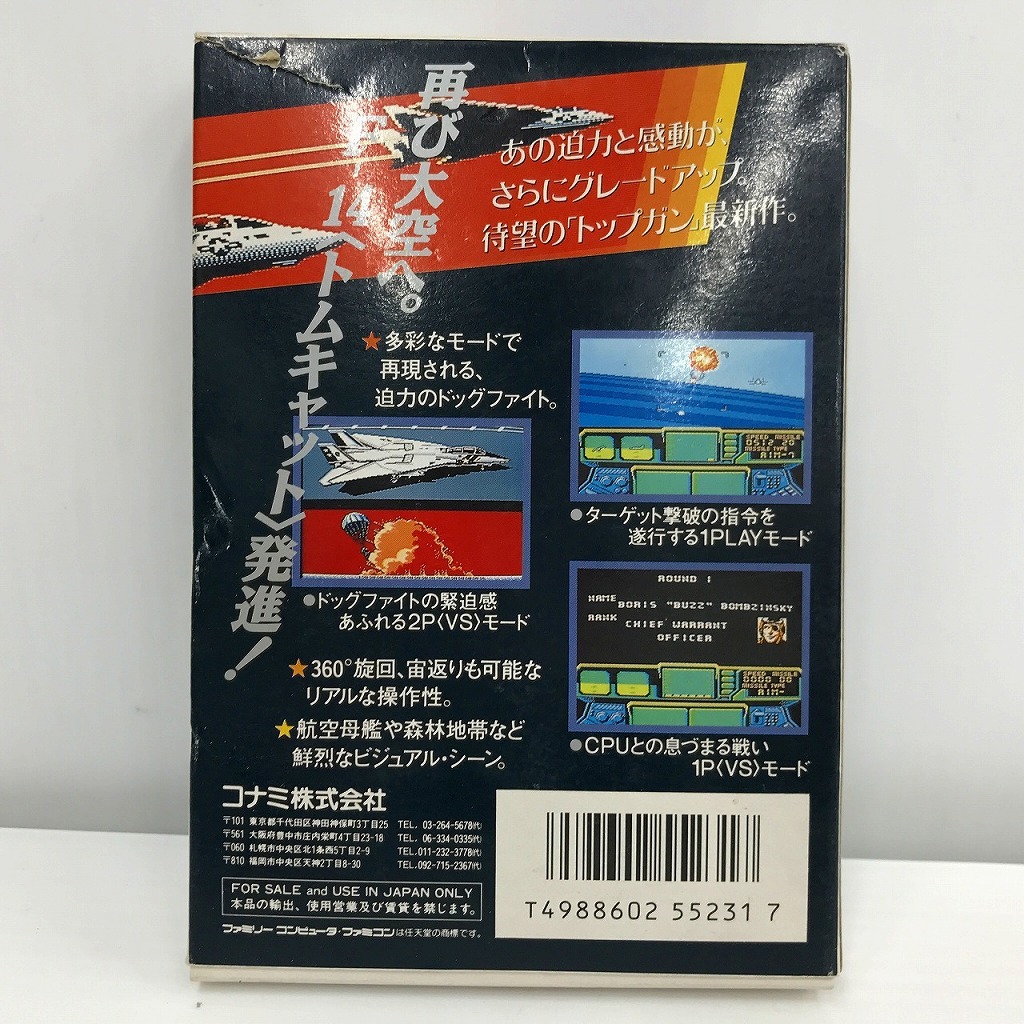 再び大空へ。
F-14〈トムキャット〉発進!
あの迫力と感動が、
さらにグレードアップ。
待望の「トップガン」最新作。
★多彩なモードで
再現される、
迫力のドッグファイト。
SPEED MISSILE
0512 20
MISSILE TYPE
AIM-7
●ターゲット撃破の指令を
遂行する1PLAYモード
●ドッグファイトの緊迫感
あふれる2P〈VS〉モード
ROUND 1
NAME
BORIS "BUZZ" BOMBZINSKY
RANK
CHIEF WARRANT
OFFICER
SPEED MISSILE
0000 00
MISSILE TYPE
AIM-
●CPUとの息づまる戦い
1P〈VS〉モード
★360°旋回、宙返りも可能な
リアルな操作性。
★航空母艦や森林地帯など
鮮烈なビジュアル・シーン。
コナミ株式会社
〒101 東京都千代田区神田神保町3丁目25 TEL. 03-264-5678㈹
〒561 大阪府豊中市庄内栄町4丁目23-18 TEL. 06-334-0335㈹
〒060 札幌市中央区北1条西5丁目2-9 TEL.011-232-3778㈹
〒810 福岡市中央区天神2丁目8-30 TEL.092-715-2367㈹
FOR SALE and USE IN JAPAN ONLY
本品の輸出、使用営業及び賃貸を禁じます。
ファミリーコンピュータ・ファミコンは任天堂の商標です。
T4988602 55231 7